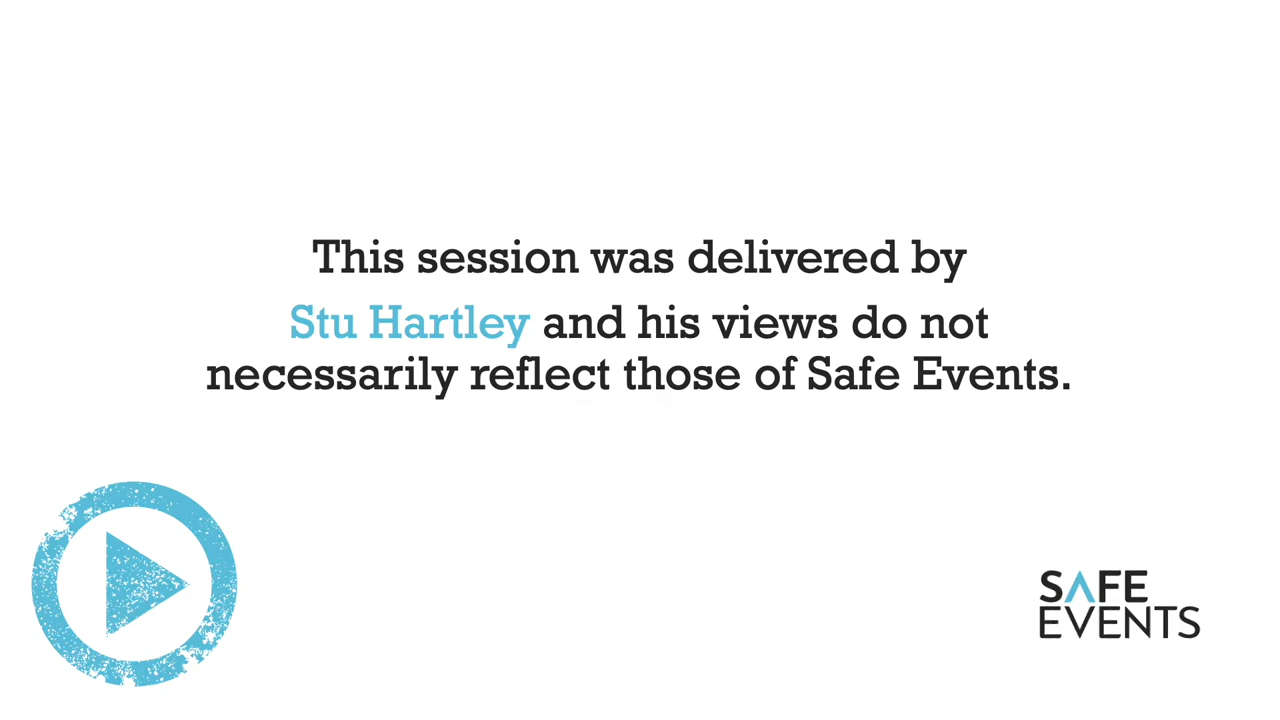 This session was delivered by
Stu Hartley and his views do not
necessarily reflect those of Safe Events.
SAFE
EVENTS